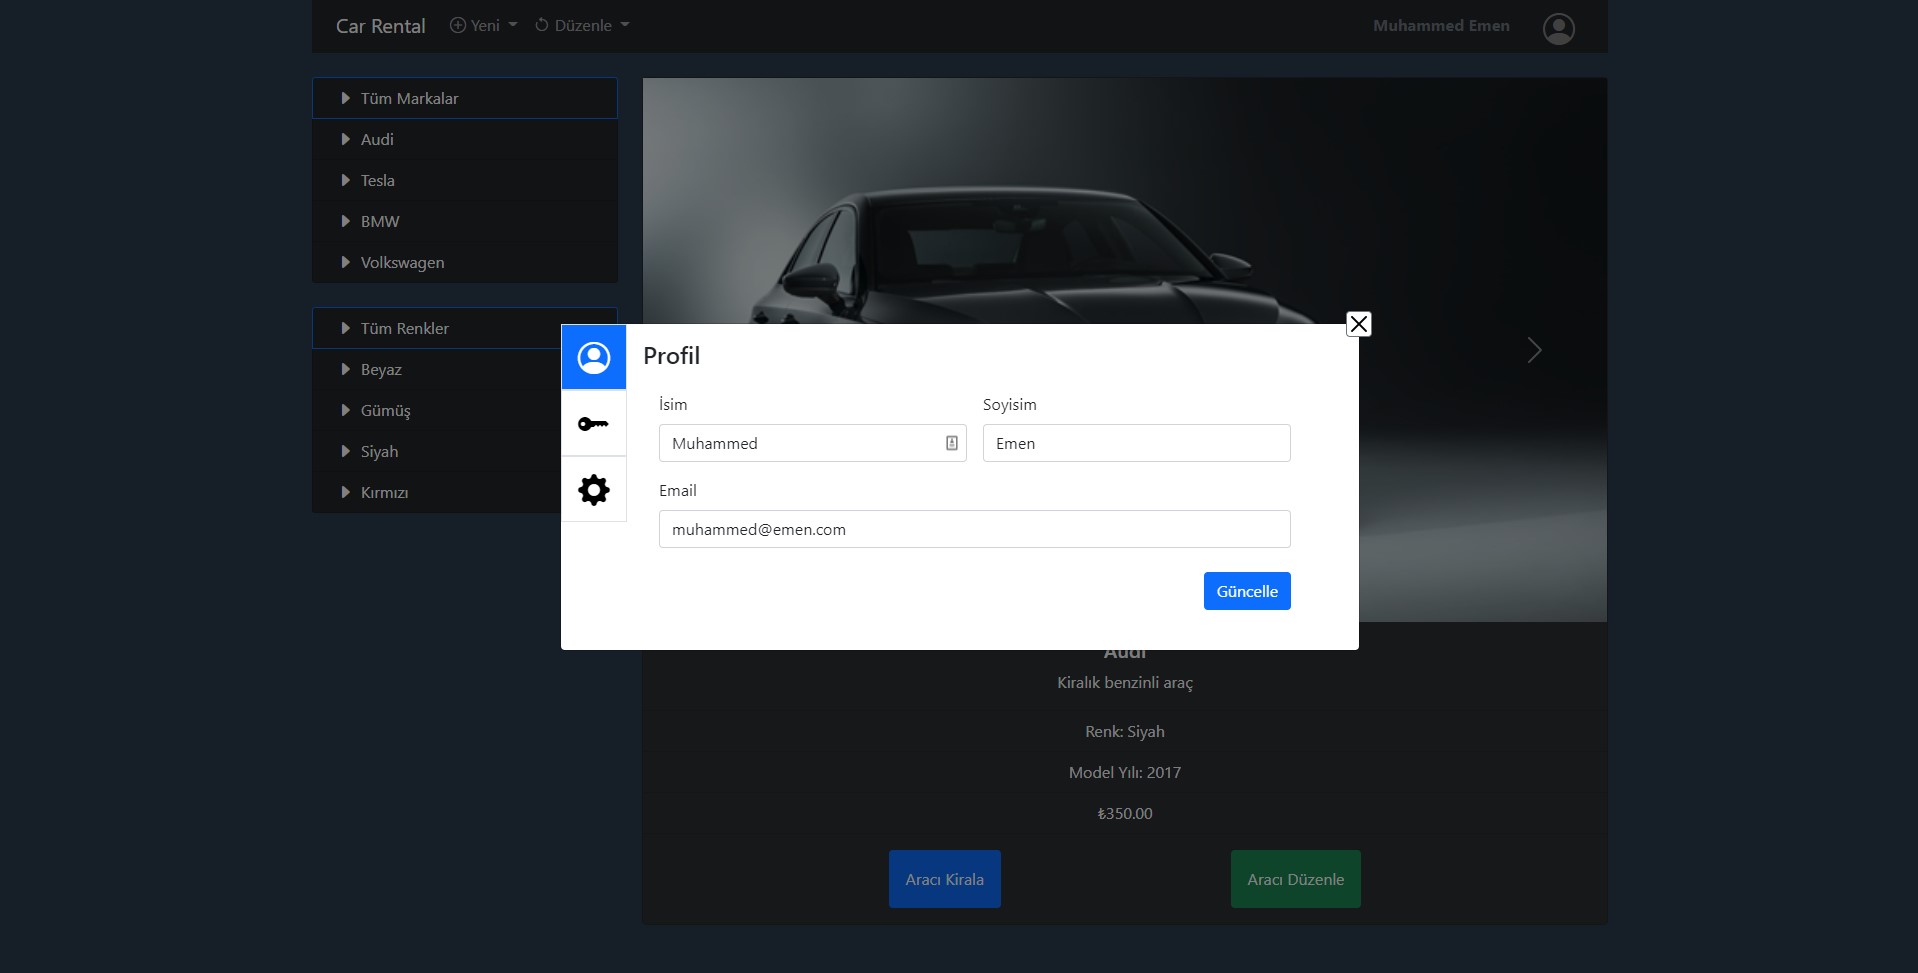 Car Rental Yeni Düzenle Muhammed Emen
Tüm Markalar
Audi
Tesla
BMW
Volkswagen
Tüm Renkler
Beyaz
Gümüş
Siyah
Kırmızı
Profil
İsim Soyisim
Muhammed Emen
Email
muhammed@emen.com
Güncelle
Audi
Kiralık benzinli araç
Renk: Siyah
Model Yılı: 2017
₺350.00
Aracı Kirala Aracı Düzenle